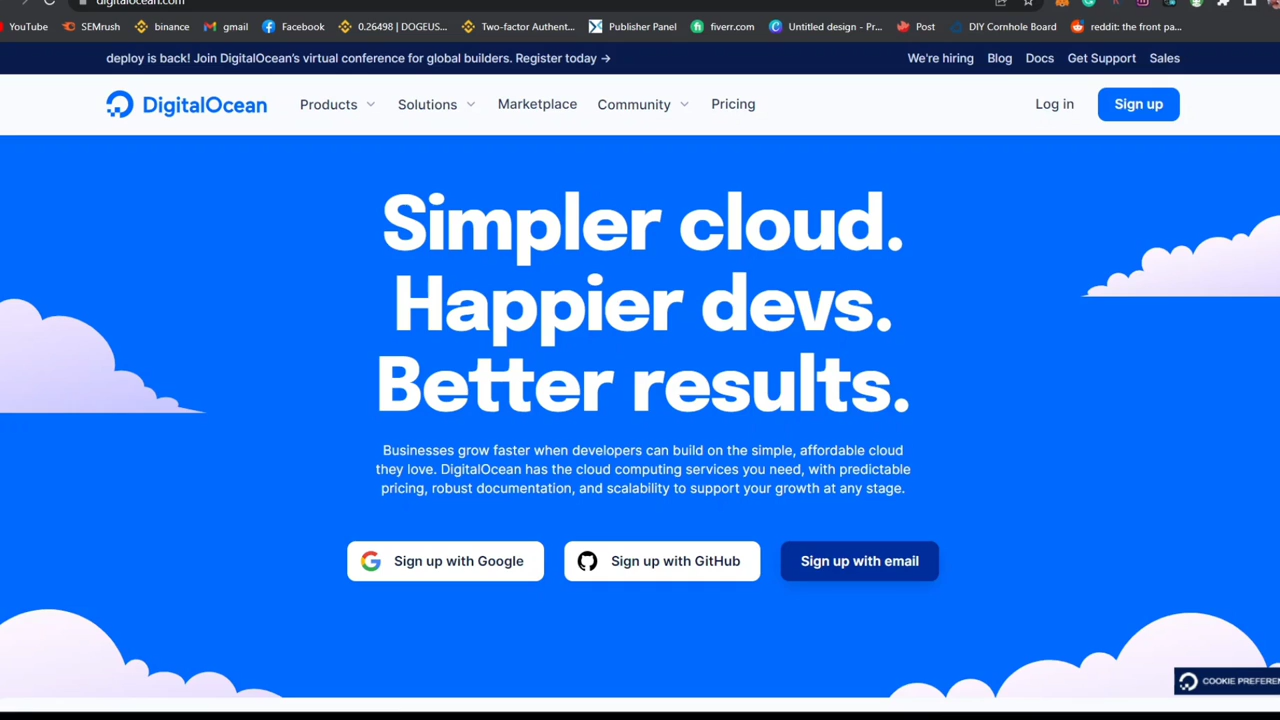 digitalocean.com
YouTube SEMrush binance gmail Facebook 0.26498 | DOGEUS... Two-factor Authent... Publisher Panel fiverr.com Untitled design - Pr... Post DIY Cornhole Board reddit: the front pa...
deploy is back! Join DigitalOcean's virtual conference for global builders. Register today → We're hiring Blog Docs Get Support Sales
DigitalOcean Products Solutions Marketplace Community Pricing Log in Sign up
Simpler cloud.
Happier devs.
Better results.
Businesses grow faster when developers can build on the simple, affordable cloud
they love. DigitalOcean has the cloud computing services you need, with predictable
pricing, robust documentation, and scalability to support your growth at any stage.
Sign up with Google Sign up with GitHub Sign up with email
COOKIE PREFEREN